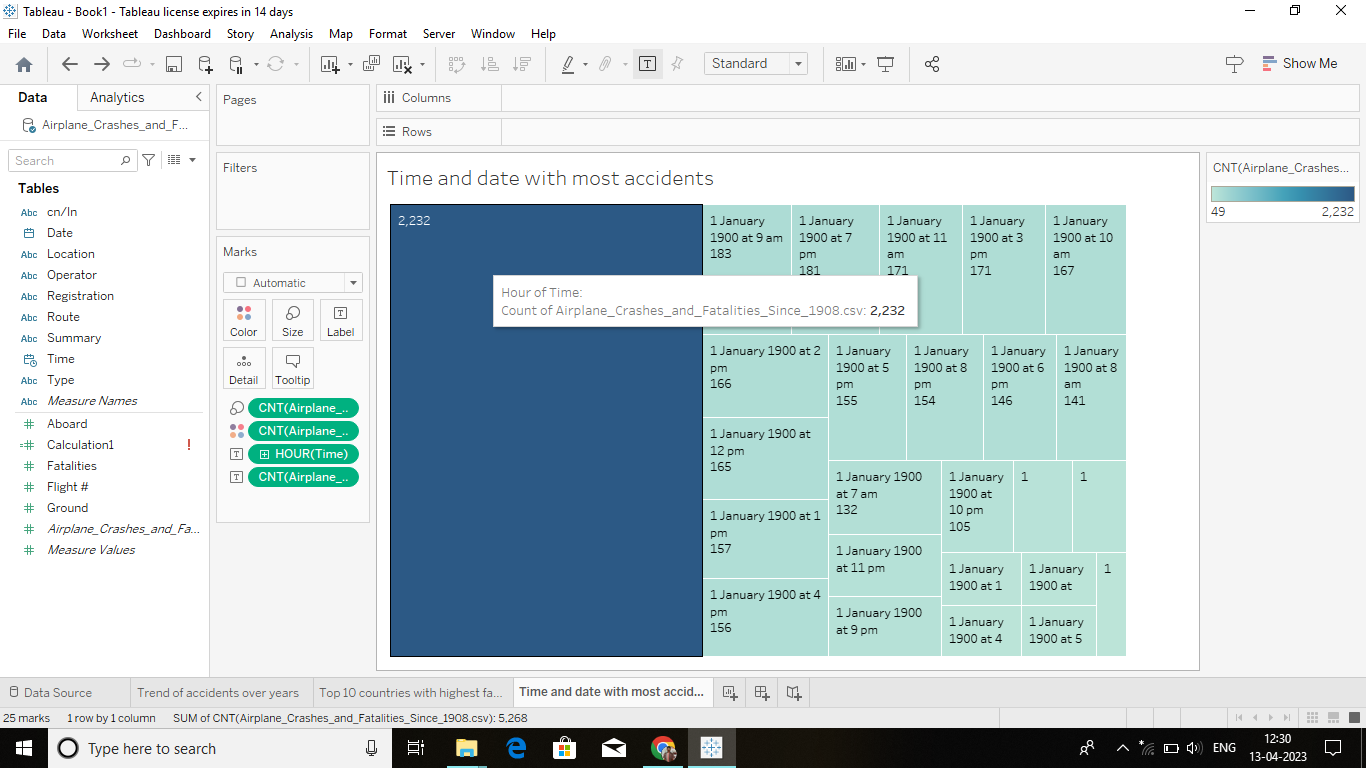 Tableau - Book1 - Tableau license expires in 14 days
File Data Worksheet Dashboard Story Analysis Map Format Server Window Help
Standard
Show Me
Data
Analytics
Airplane_Crashes_and_F...
Search
Tables
Abc cn/In
Date
Abc Location
Abc Operator
Abc Registration
Abc Route
Abc Summary
Time
Abc Type
Abc Measure Names
Aboard
Calculation1 !
Fatalities
Flight #
Ground
Airplane_Crashes_and_Fa...
Measure Values
Pages
Filters
Marks
Automatic
Color
Size
Label
Detail
Tooltip
CNT(Airplane_..
CNT(Airplane_..
HOUR(Time)
CNT(Airplane_..
Columns
Rows
Time and date with most accidents
2,232
1 January
1900 at 9 am
183
1 January
1900 at 7
pm
181
1 January
1900 at 11
am
171
1 January
1900 at 3
pm
171
1 January
1900 at 10
am
167
Hour of Time:
Count of Airplane_Crashes_and_Fatalities_Since_1908.csv: 2,232
1 January 1900 at 2
pm
166
1 January
1900 at 5
pm
155
1 January
1900 at 8
pm
154
1 January
1900 at 6
pm
146
1 January
1900 at 8
am
141
1 January 1900 at
12 pm
165
1 January 1900 at 1
pm
157
1 January 1900 at 4
pm
156
1 January 1900
at 7 am
132
1 January 1900
at 11 pm
1 January 1900
at 9 pm
1 January
1900 at
10 pm
105
1
1
1 January
1900 at 1
1 January
1900 at
1
1 January
1900 at 4
1 January
1900 at 5
CNT(Airplane_Crashes...
49 2,232
Data Source
Trend of accidents over years
Top 10 countries with highest fa...
Time and date with most accid...
25 marks 1 row by 1 column SUM of CNT(Airplane_Crashes_and_Fatalities_Since_1908.csv): 5,268
Type here to search
ENG
12:30
13-04-2023